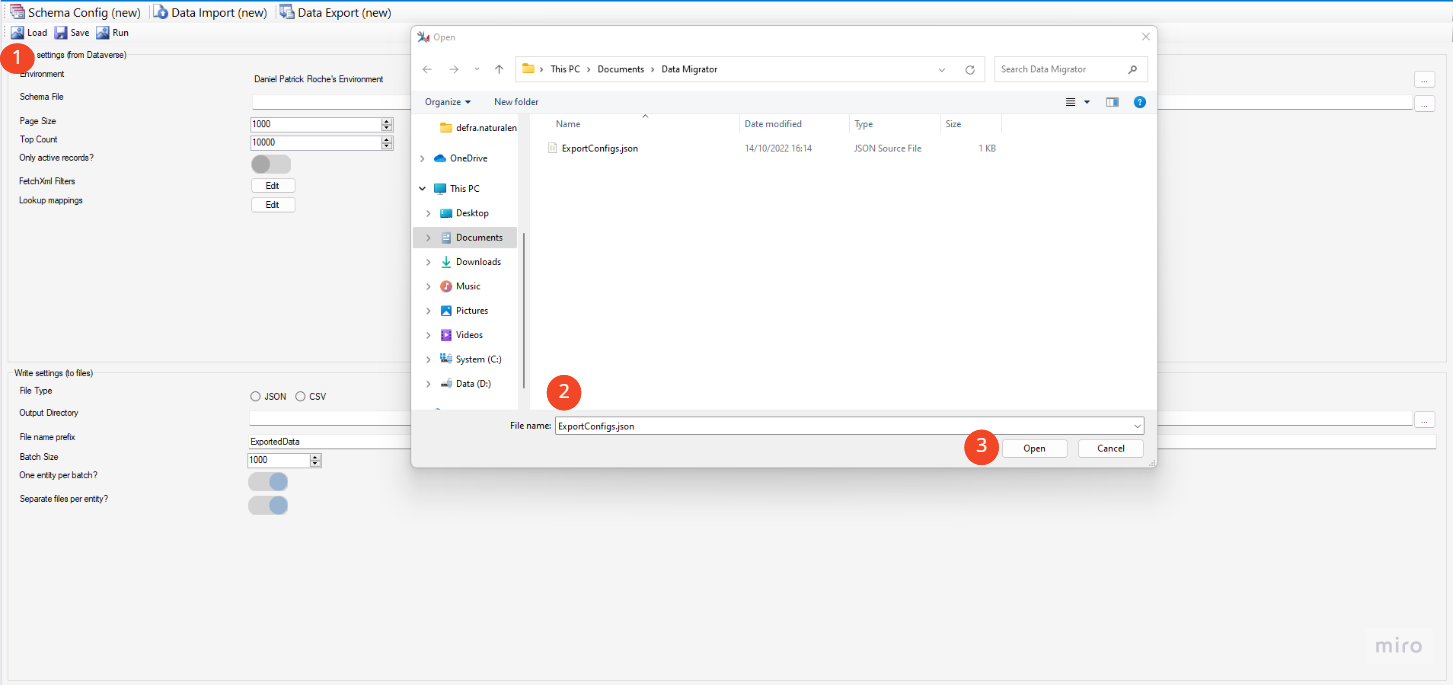 Schema Config (new) Data Import (new) Data Export (new)
Load Save Run
1
settings (from Dataverse)
Environment Daniel Patrick Roche's Environment ...
Schema File ...
Page Size 1000
Top Count 10000
Only active records?
FetchXml Filters Edit
Lookup mappings Edit
Write settings (to files)
File Type JSON CSV
Output Directory ...
File name prefix ExportedData
Batch Size 1000
One entity per batch?
Separate files per entity?
Open
This PC > Documents > Data Migrator Search Data Migrator
Organize New folder ?
Name Date modified Type Size
ExportConfigs.json 14/10/2022 16:14 JSON Source File 1 KB
defra.naturalen
OneDrive
This PC
Desktop
Documents
Downloads
Music
Pictures
Videos
System (C:)
Data (D:)
2
File name: ExportConfigs.json
3
Open Cancel
miro